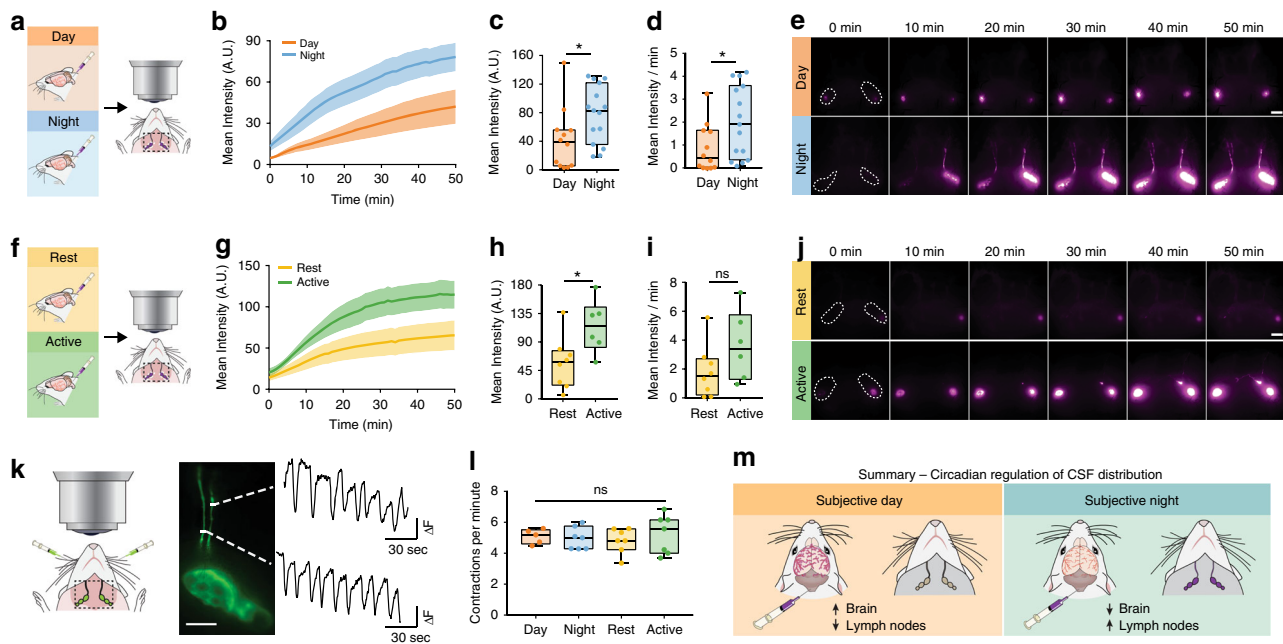 a
Day
Night
b
Mean Intensity (A.U.)
90
60
30
0
Day
Night
0 10 20 30 40 50
Time (min)
c
Mean Intensity (A.U.)
160
120
80
40
0
*
Day Night
d
Mean Intensity / min
5
4
3
2
1
0
*
Day Night
e
0 min 10 min 20 min 30 min 40 min 50 min
Day
Night
f
Rest
Active
g
Mean Intensity (A.U.)
150
100
50
0
Rest
Active
0 10 20 30 40 50
Time (min)
h
Mean Intensity (A.U.)
180
135
90
45
0
*
Rest Active
i
Mean Intensity / min
8
6
4
2
0
ns
Rest Active
j
0 min 10 min 20 min 30 min 40 min 50 min
Rest
Active
k
ΔF
30 sec
ΔF
30 sec
l
Contractions per minute
10
8
6
4
2
0
ns
Day Night Rest Active
m
Summary – Circadian regulation of CSF distribution
Subjective day
↑ Brain
↓ Lymph nodes
Subjective night
↓ Brain
↑ Lymph nodes